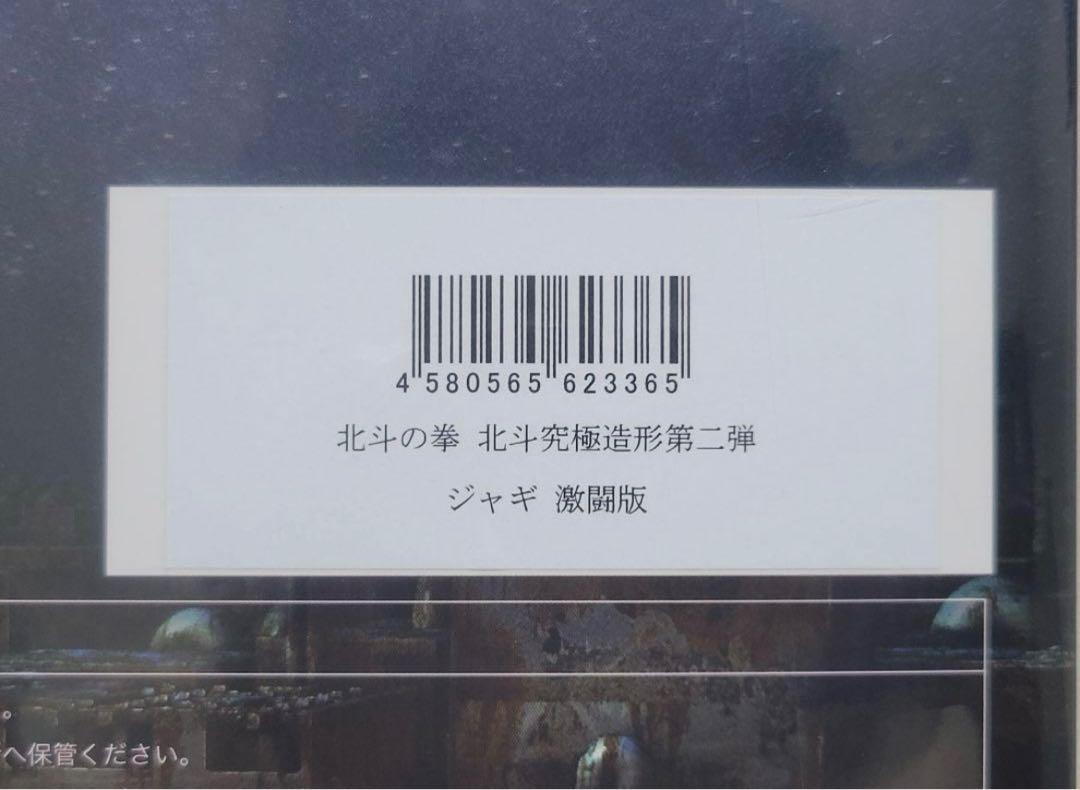 4 580565 623365
北斗の拳 北斗究極造形第二弾
ジャギ 激闘版
。
へ保管ください。